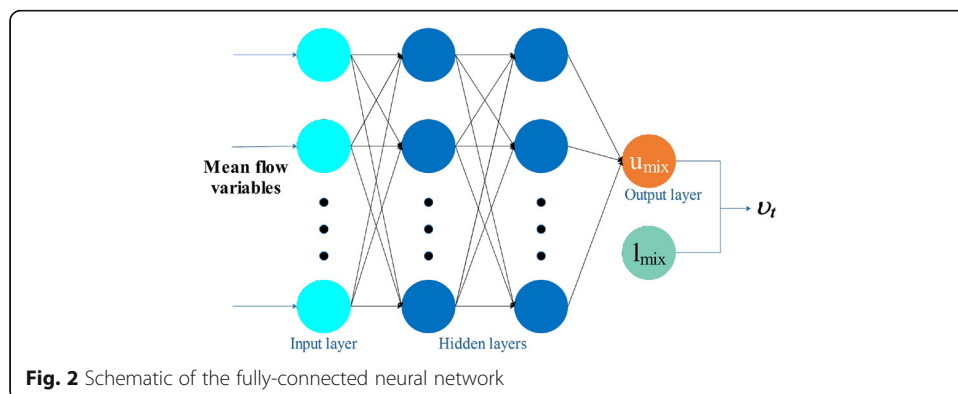 Mean flow
variables
u_mix
Output layer
υ_t
l_mix
Input layer
Hidden layers
Fig. 2 Schematic of the fully-connected neural network